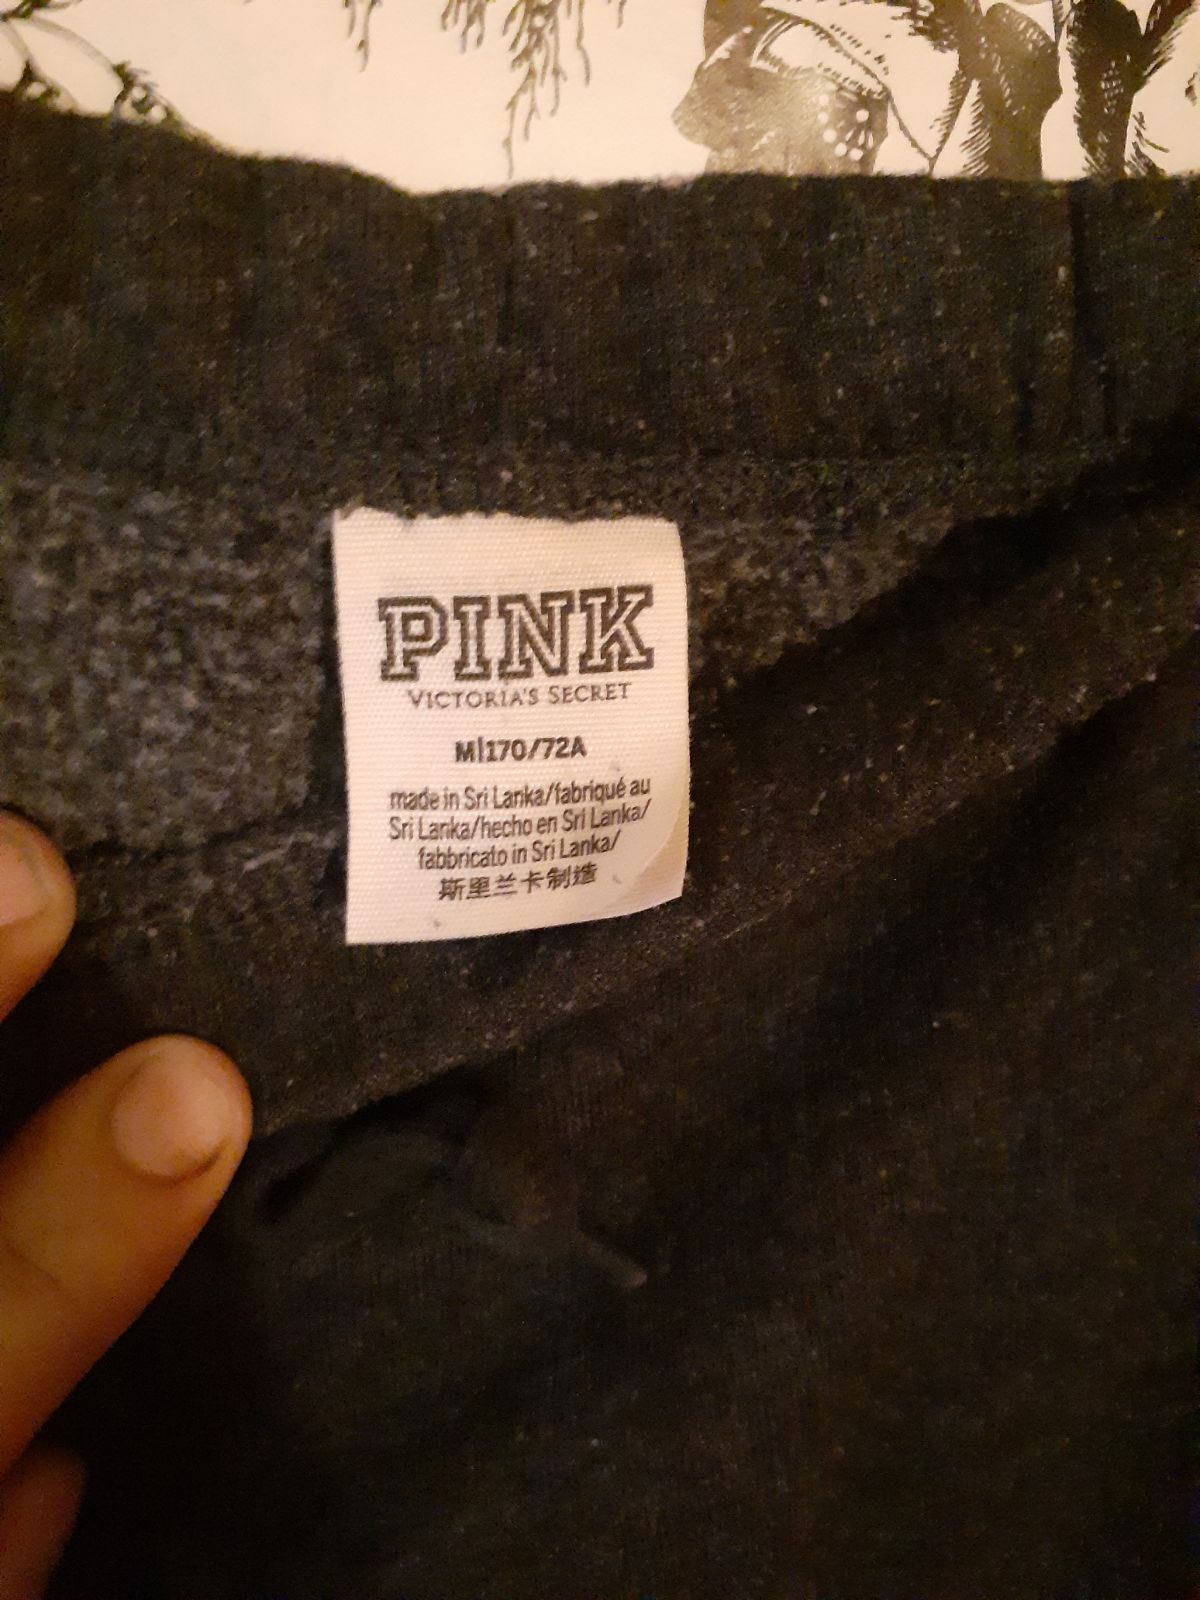 PINK
VICTORIA'S SECRET
M|170/72A
made in Sri Lanka/fabriqué au
Sri Lanka/hecho en Sri Lanka/
fabbricato in Sri Lanka/
斯里兰卡制造